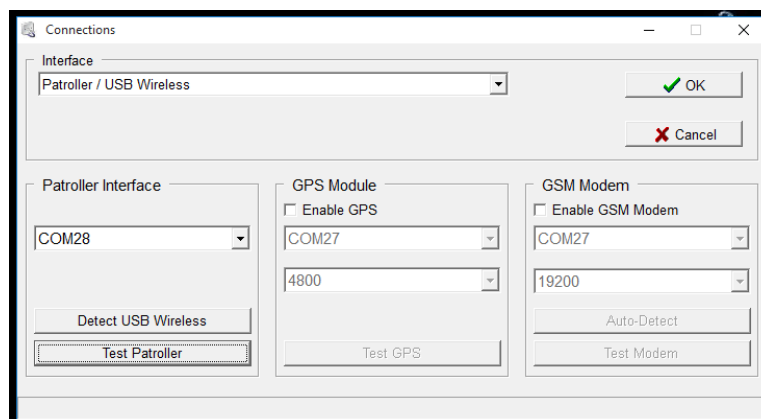 Connections
Interface
Patroller / USB Wireless
OK
Cancel
Patroller Interface
COM28
Detect USB Wireless
Test Patroller
GPS Module
Enable GPS
COM27
4800
Test GPS
GSM Modem
Enable GSM Modem
COM27
19200
Auto-Detect
Test Modem